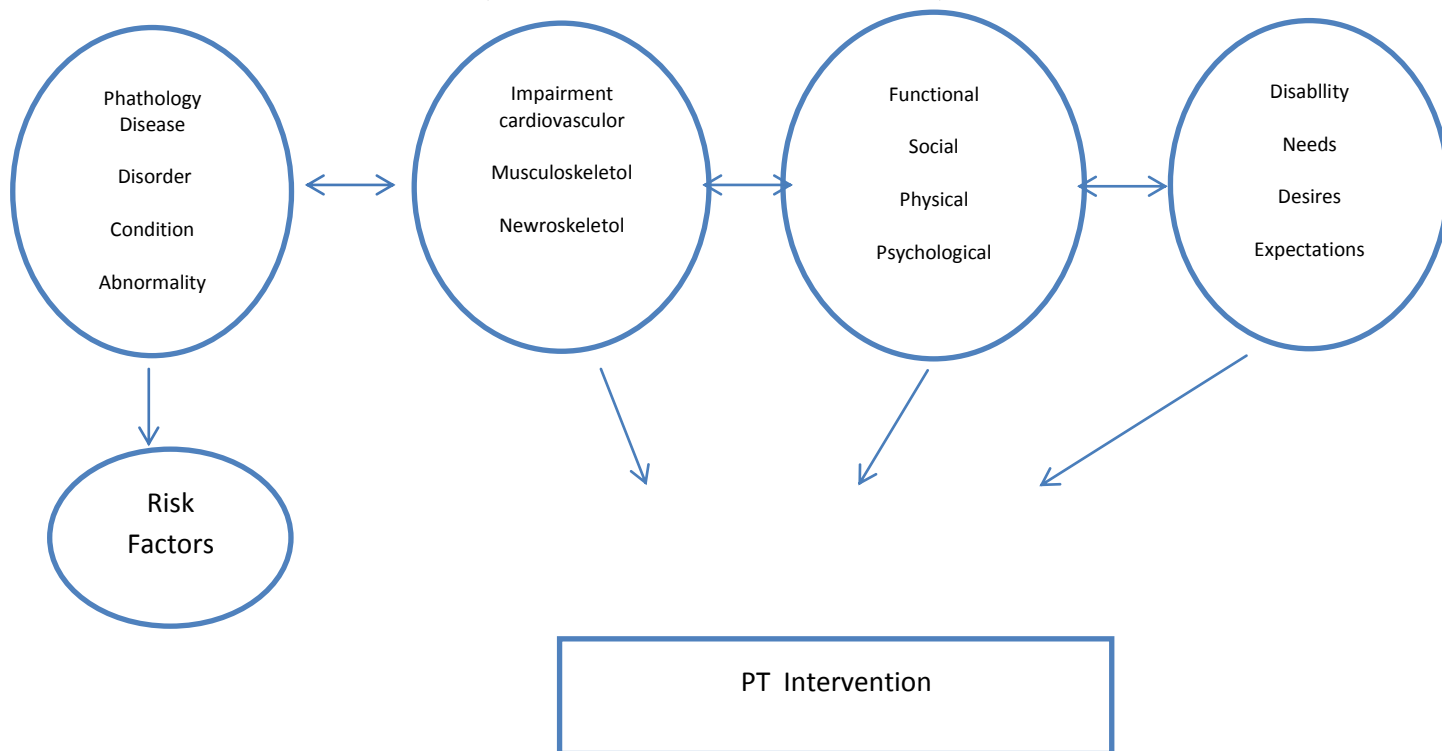 Phathology
Disease
Disorder
Condition
Abnormality
Impairment
cardiovasculor
Musculoskeletol
Newroskeletol
Functional
Social
Physical
Psychological
Disabllity
Needs
Desires
Expectations
Risk
Factors
PT Intervention